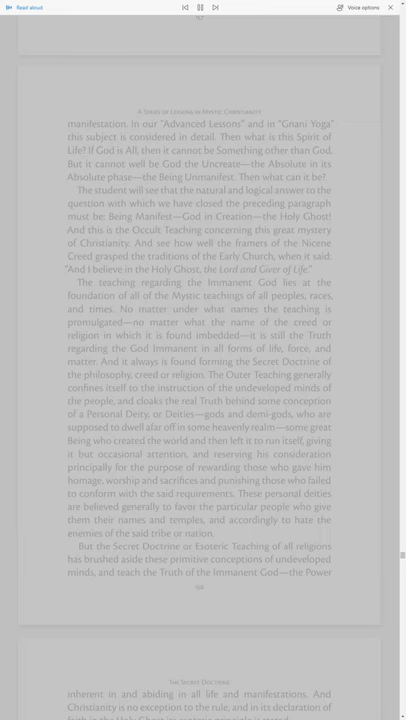 Read aloud
Voice options
A Series of Lessons in Mystic Christianity
manifestation. In our "Advanced Lessons" and in "Gnani Yoga"
this subject is considered in detail. Then what is this Spirit of
Life? If God is All, then it cannot be Something other than God.
But it cannot well be God the Uncreate—the Absolute in its
Absolute phase—the Being Unmanifest. Then what can it be?
The student will see that the natural and logical answer to the
question with which we have closed the preceding paragraph
must be: Being Manifest—God in Creation—the Holy Ghost!
And this is the Occult Teaching concerning this great mystery
of Christianity. And see how well the framers of the Nicene
Creed grasped the traditions of the Early Church, when it said:
"And I believe in the Holy Ghost, the Lord and Giver of Life."
The teaching regarding the Immanent God lies at the
foundation of all of the Mystic teachings of all peoples, races,
and times. No matter under what names the teaching is
promulgated—no matter what the name of the creed or
religion in which it is found imbedded—it is still the Truth
regarding the God Immanent in all forms of life, force, and
matter. And it always is found forming the Secret Doctrine of
the philosophy, creed or religion. The Outer Teaching generally
confines itself to the instruction of the undeveloped minds of
the people, and cloaks the real Truth behind some conception
of a Personal Deity, or Deities—gods and demi-gods, who are
supposed to dwell afar off in some heavenly realm—some great
Being who created the world and then left it to run itself, giving
it but occasional attention, and reserving his consideration
principally for the purpose of rewarding those who gave him
homage, worship and sacrifices and punishing those who failed
to conform with the said requirements. These personal deities
are believed generally to favor the particular people who give
them their names and temples, and accordingly to hate the
enemies of the said tribe or nation.
But the Secret Doctrine or Esoteric Teaching of all religions
has brushed aside these primitive conceptions of undeveloped
minds, and teach the Truth of the Immanent God—the Power
The Secret Doctrine
inherent in and abiding in all life and manifestations. And
Christianity is no exception to the rule, and in its declaration of